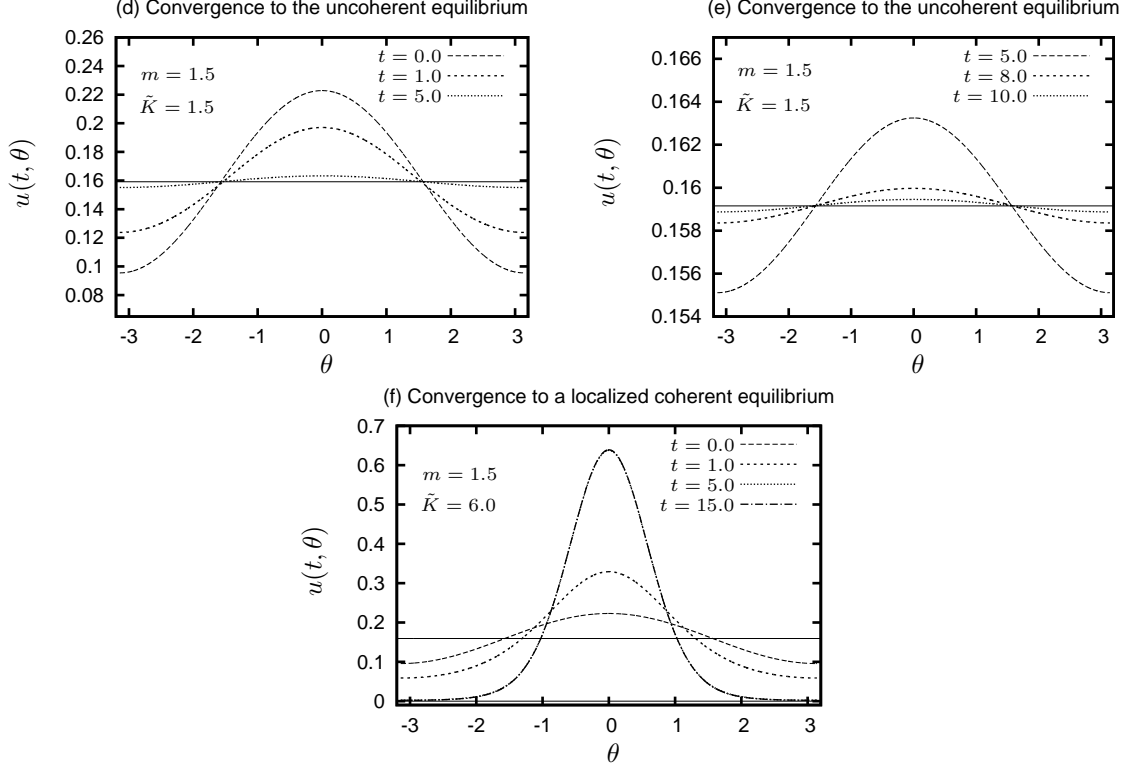 (d) Convergence to the uncoherent equilibrium
0.26
0.24
0.22
0.2
0.18
0.16
0.14
0.12
0.1
0.08
u(t, θ)
m = 1.5
K̃ = 1.5
t = 0.0
t = 1.0
t = 5.0
-3 -2 -1 0 1 2 3
θ
(e) Convergence to the uncoherent equilibrium
0.166
0.164
0.162
0.16
0.158
0.156
0.154
u(t, θ)
m = 1.5
K̃ = 1.5
t = 5.0
t = 8.0
t = 10.0
-3 -2 -1 0 1 2 3
θ
(f) Convergence to a localized coherent equilibrium
0.7
0.6
0.5
0.4
0.3
0.2
0.1
0
u(t, θ)
m = 1.5
K̃ = 6.0
t = 0.0
t = 1.0
t = 5.0
t = 15.0
-3 -2 -1 0 1 2 3
θ